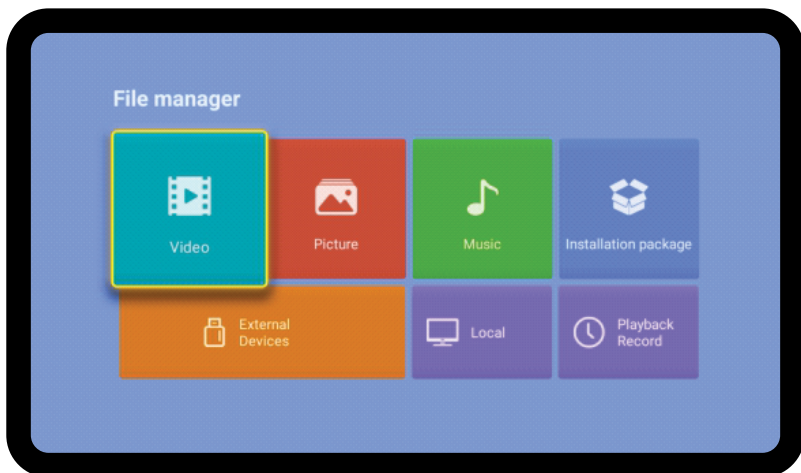 File manager
Video
Picture
Music
Installation package
External
Devices
Local
Playback
Record